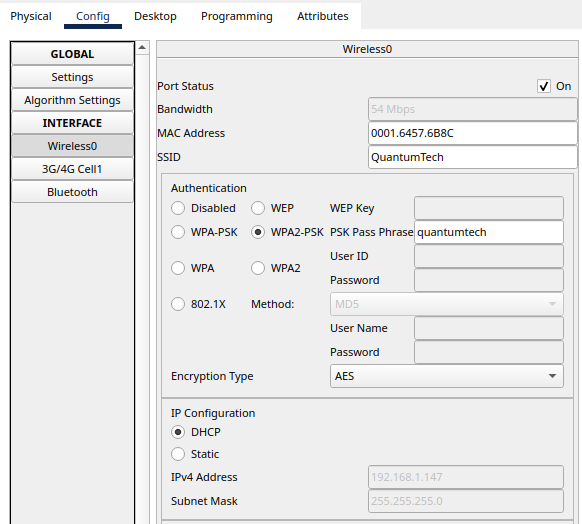 Physical Config Desktop Programming Attributes
GLOBAL
Settings
Algorithm Settings
INTERFACE
Wireless0
3G/4G Cell1
Bluetooth
Wireless0
Port Status On
Bandwidth 54 Mbps
MAC Address 0001.6457.6B8C
SSID QuantumTech
Authentication
Disabled WEP WEP Key
WPA-PSK WPA2-PSK PSK Pass Phrase quantumtech
User ID
WPA WPA2
Password
802.1X Method: MD5
User Name
Password
Encryption Type AES
IP Configuration
DHCP
Static
IPv4 Address 192.168.1.147
Subnet Mask 255.255.255.0